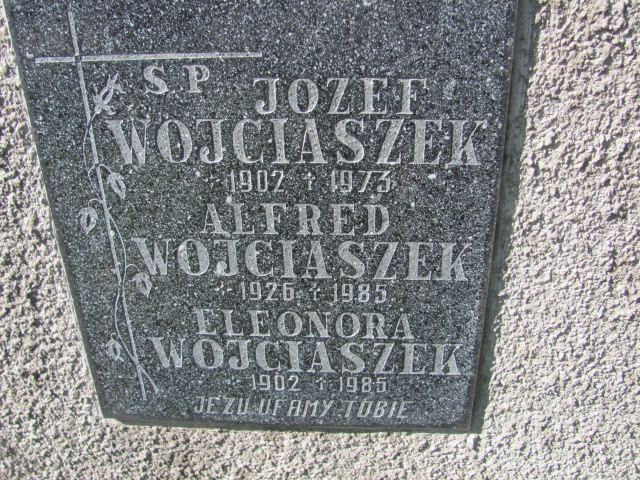 S.P.
JOZEF
WOJCIASZEK
* 1902 † 1973
ALFRED
WOJCIASZEK
* 1926 † 1985
ELEONORA
WOJCIASZEK
* 1902 † 1985
JEZU UFAMY TOBIE